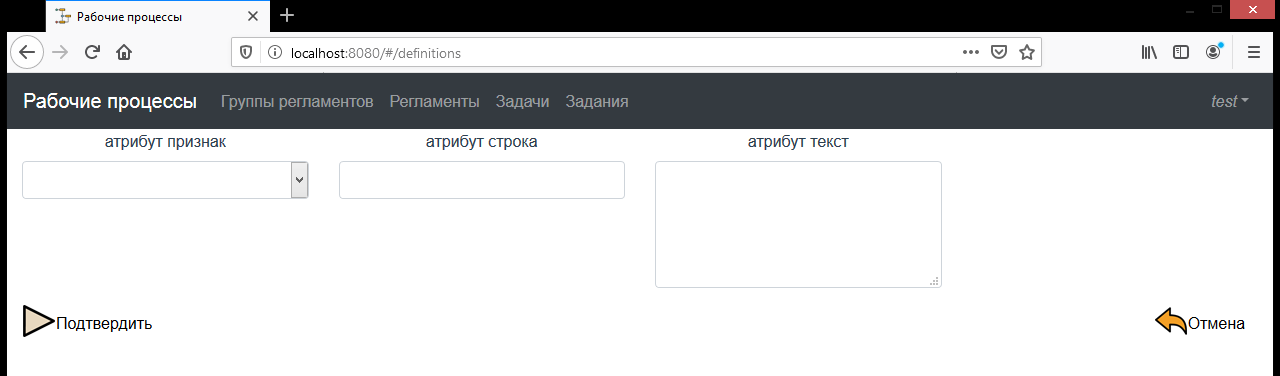 Рабочие процессы
localhost:8080/#/definitions
Рабочие процессы Группы регламентов Регламенты Задачи Задания test
атрибут признак атрибут строка атрибут текст
Подтвердить Отмена